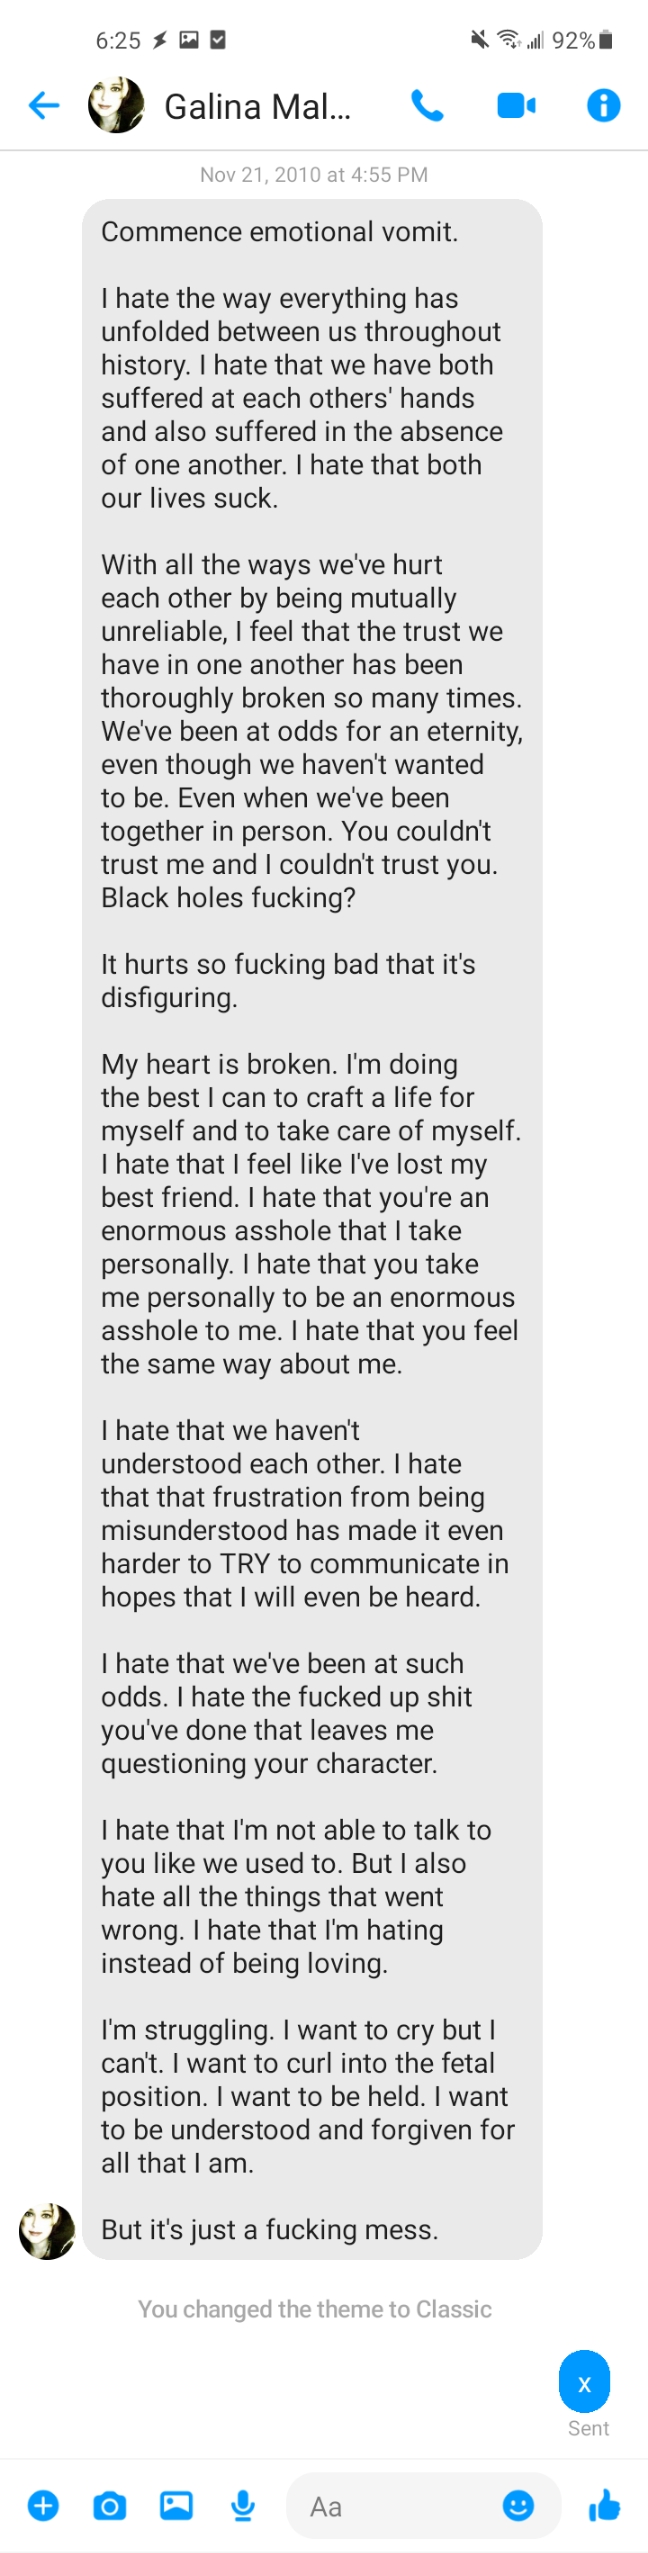 6:25 92%
Galina Mal...
Nov 21, 2010 at 4:55 PM
Commence emotional vomit.
I hate the way everything has
unfolded between us throughout
history. I hate that we have both
suffered at each others' hands
and also suffered in the absence
of one another. I hate that both
our lives suck.
With all the ways we've hurt
each other by being mutually
unreliable, I feel that the trust we
have in one another has been
thoroughly broken so many times.
We've been at odds for an eternity,
even though we haven't wanted
to be. Even when we've been
together in person. You couldn't
trust me and I couldn't trust you.
Black holes fucking?
It hurts so fucking bad that it's
disfiguring.
My heart is broken. I'm doing
the best I can to craft a life for
myself and to take care of myself.
I hate that I feel like I've lost my
best friend. I hate that you're an
enormous asshole that I take
personally. I hate that you take
me personally to be an enormous
asshole to me. I hate that you feel
the same way about me.
I hate that we haven't
understood each other. I hate
that that frustration from being
misunderstood has made it even
harder to TRY to communicate in
hopes that I will even be heard.
I hate that we've been at such
odds. I hate the fucked up shit
you've done that leaves me
questioning your character.
I hate that I'm not able to talk to
you like we used to. But I also
hate all the things that went
wrong. I hate that I'm hating
instead of being loving.
I'm struggling. I want to cry but I
can't. I want to curl into the fetal
position. I want to be held. I want
to be understood and forgiven for
all that I am.
But it's just a fucking mess.
You changed the theme to Classic
x
Sent
Aa